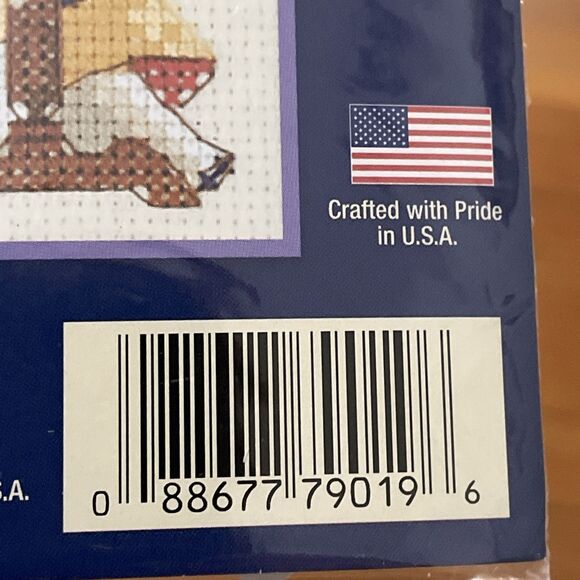 Crafted with Pride
in U.S.A.
S.A.
0 88677 79019 6